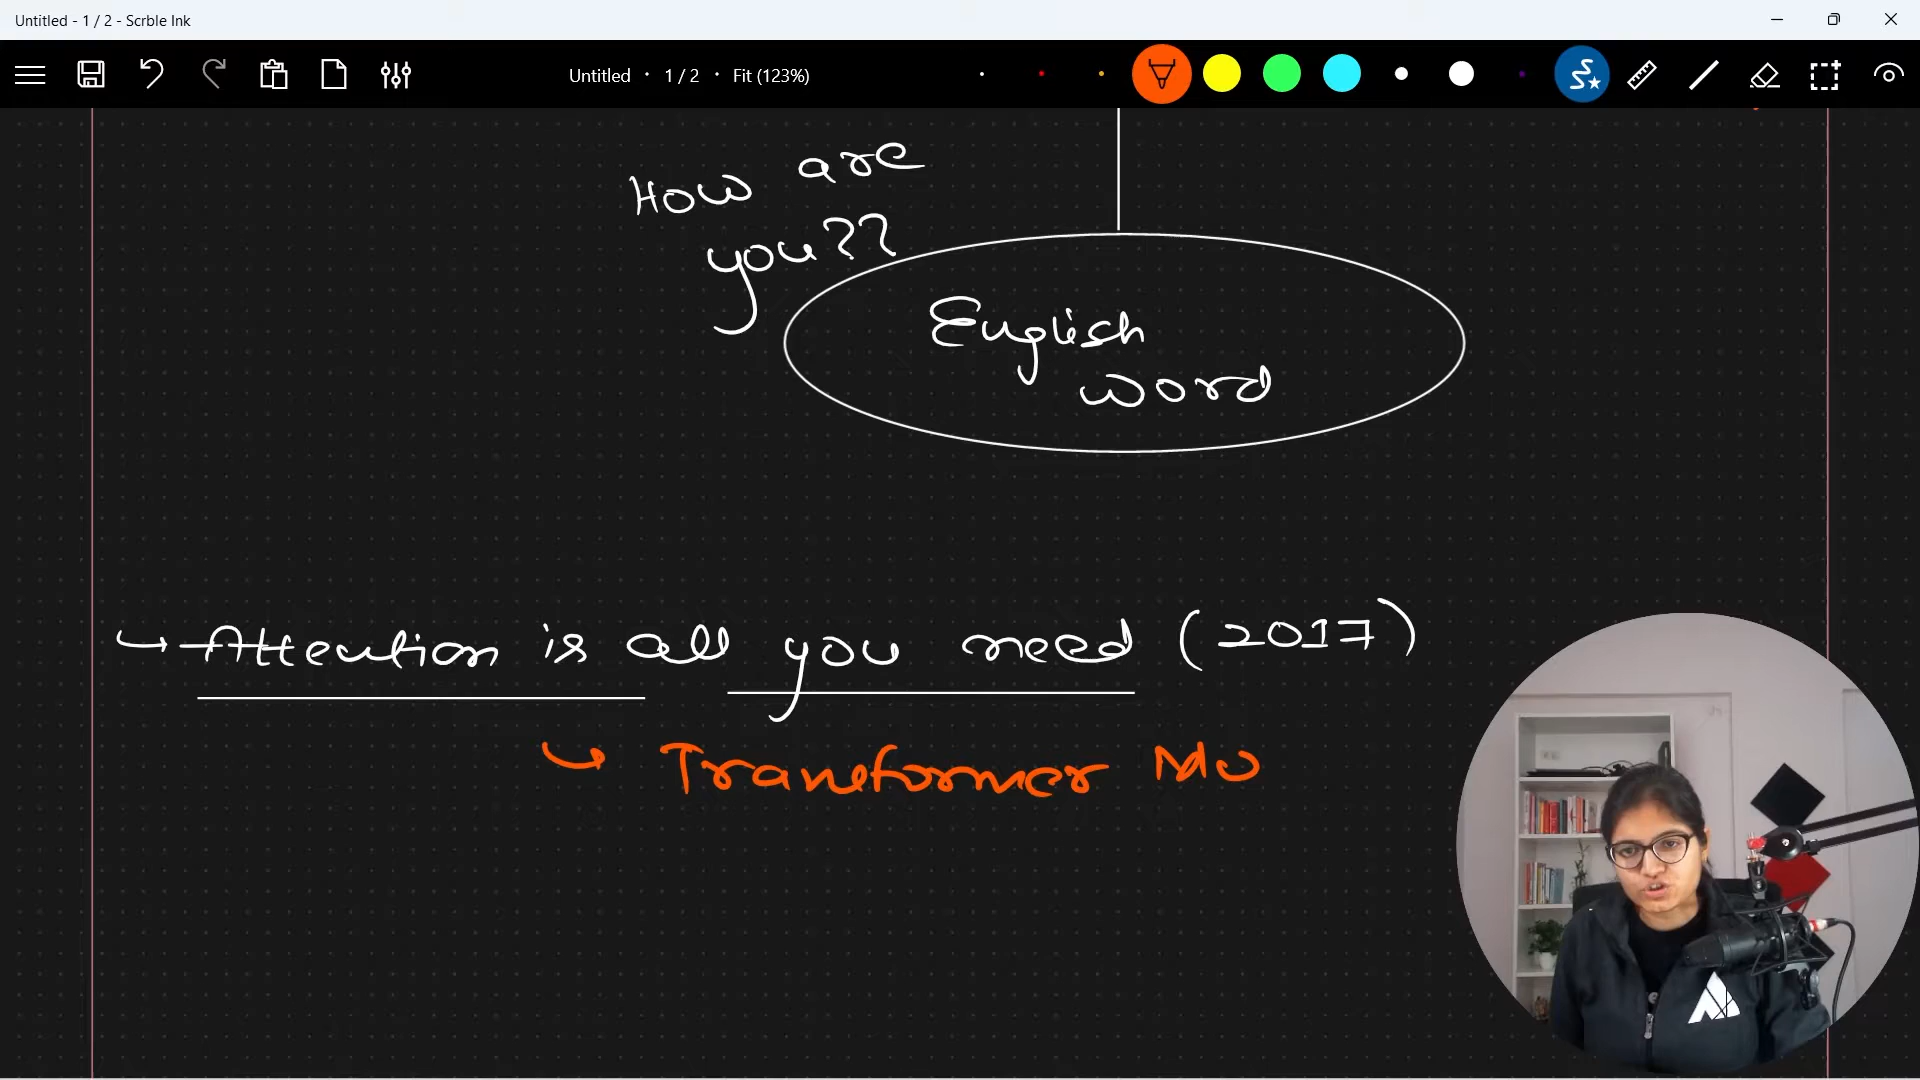 Untitled - 1 / 2 - Scrble Ink
Untitled • 1 / 2 • Fit (123%)
How are
you??
English
word
Attention is all you need (2017)
Transformer Mo